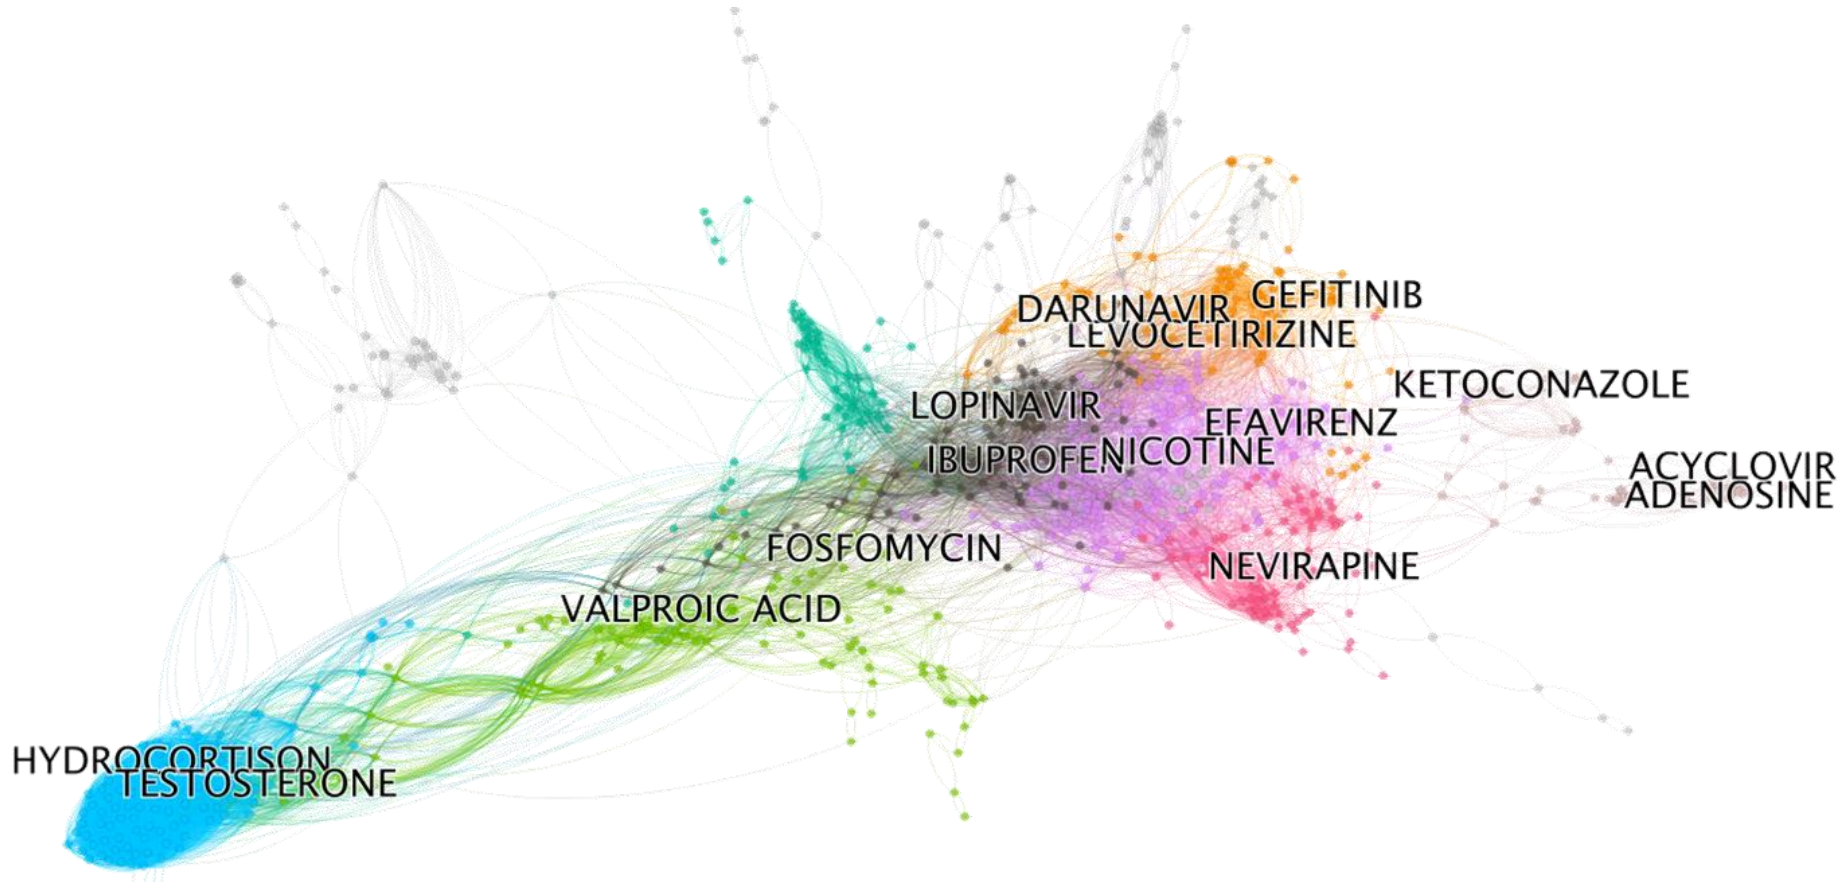 GEFITINIB
DARUNAVIR
LEVOCETIRIZINE
KETOCONAZOLE
LOPINAVIR
EFAVIRENZ
IBUPROFEN
NICOTINE
ACYCLOVIR
ADENOSINE
FOSFOMYCIN
NEVIRAPINE
VALPROIC ACID
HYDROCORTISON
TESTOSTERONE